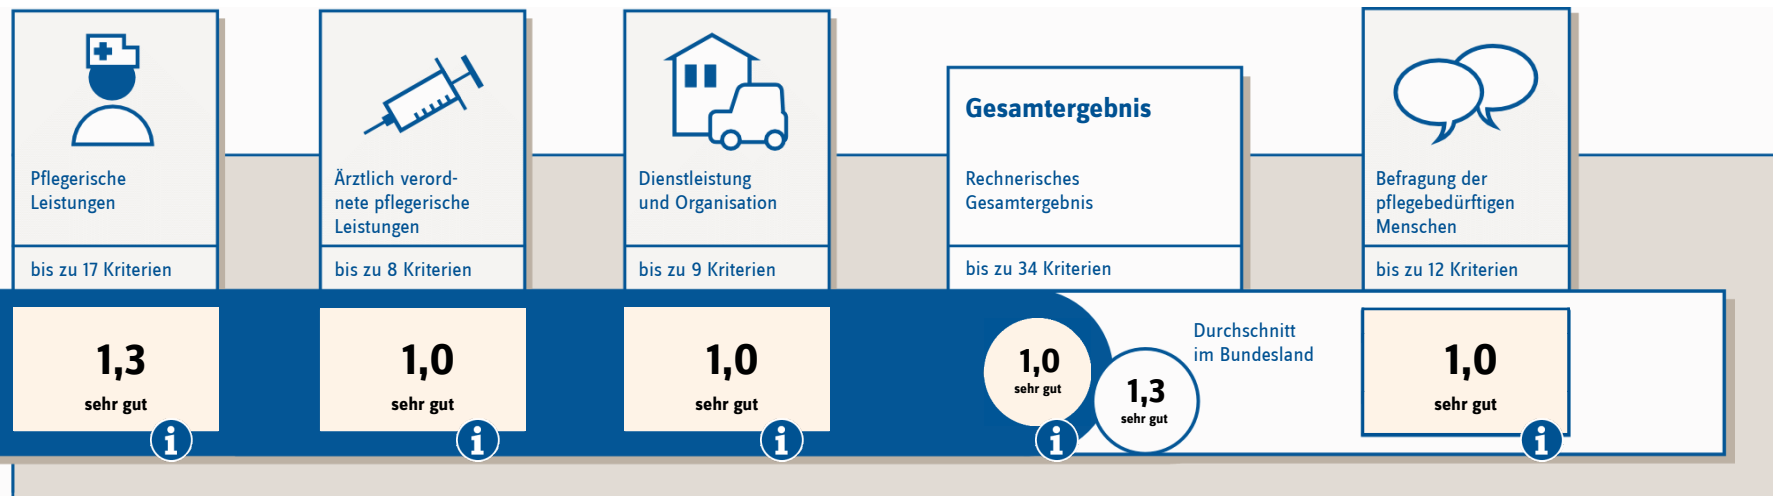 Pflegerische
Leistungen
bis zu 17 Kriterien
1,3
sehr gut
i
Ärztlich verord-
nete pflegerische
Leistungen
bis zu 8 Kriterien
1,0
sehr gut
i
Dienstleistung
und Organisation
bis zu 9 Kriterien
1,0
sehr gut
i
Gesamtergebnis
Rechnerisches
Gesamtergebnis
bis zu 34 Kriterien
1,0
sehr gut
i
1,3
sehr gut
Durchschnitt
im Bundesland
Befragung der
pflegebedürftigen
Menschen
bis zu 12 Kriterien
1,0
sehr gut
i